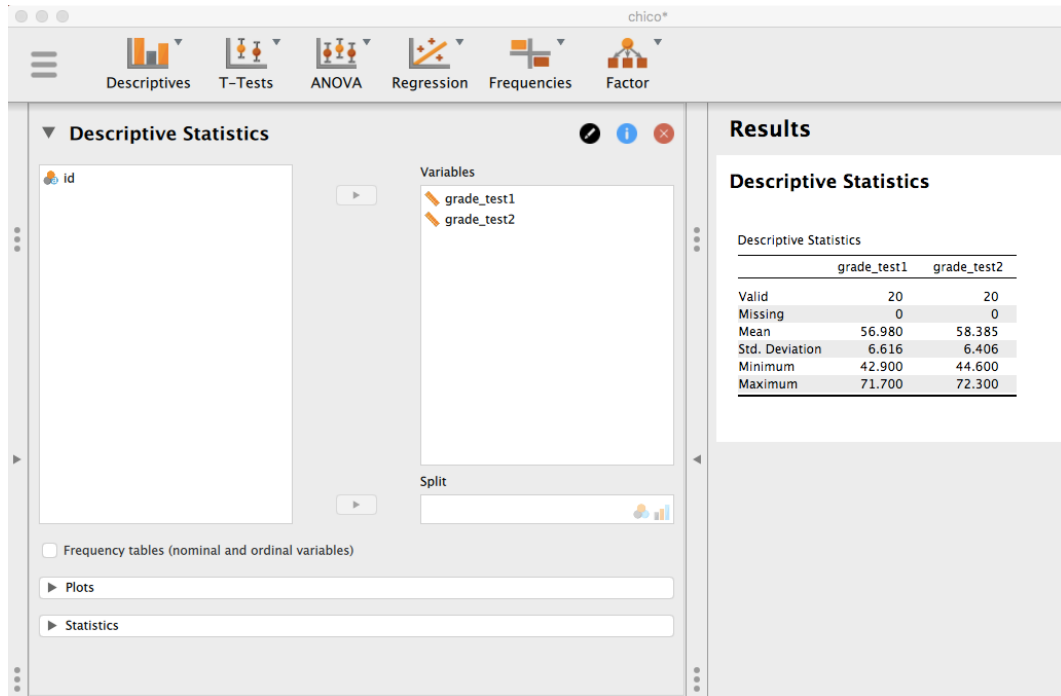 chico*
Descriptives T-Tests ANOVA Regression Frequencies Factor
Descriptive Statistics
id
Variables
grade_test1
grade_test2
Split
Frequency tables (nominal and ordinal variables)
Plots
Statistics
Results
Descriptive Statistics
Descriptive Statistics
grade_test1 grade_test2
Valid 20 20
Missing 0 0
Mean 56.980 58.385
Std. Deviation 6.616 6.406
Minimum 42.900 44.600
Maximum 71.700 72.300